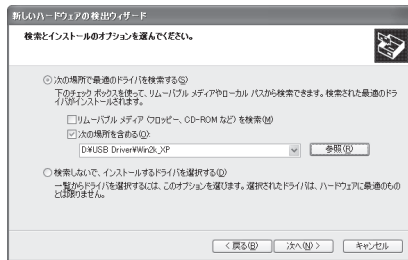 新しいハードウェアの検出ウィザード
検索とインストールのオプションを選んでください。
次の場所で最適のドライバを検索する(S)
下のチェック ボックスを使って、リムーバブル メディアやローカル パスから検索できます。検索された最適のドラ
イバがインストールされます。
リムーバブル メディア (フロッピー、CD-ROM など) を検索(M)
次の場所を含める(O):
D¥USB Driver¥Win2k_XP
参照(R)
検索しないで、インストールするドライバを選択する(D)
一覧からドライバを選択するには、このオプションを選びます。選択されたドライバは、ハードウェアに最適のもの
とは限りません。
< 戻る(B)
次へ(N) >
キャンセル